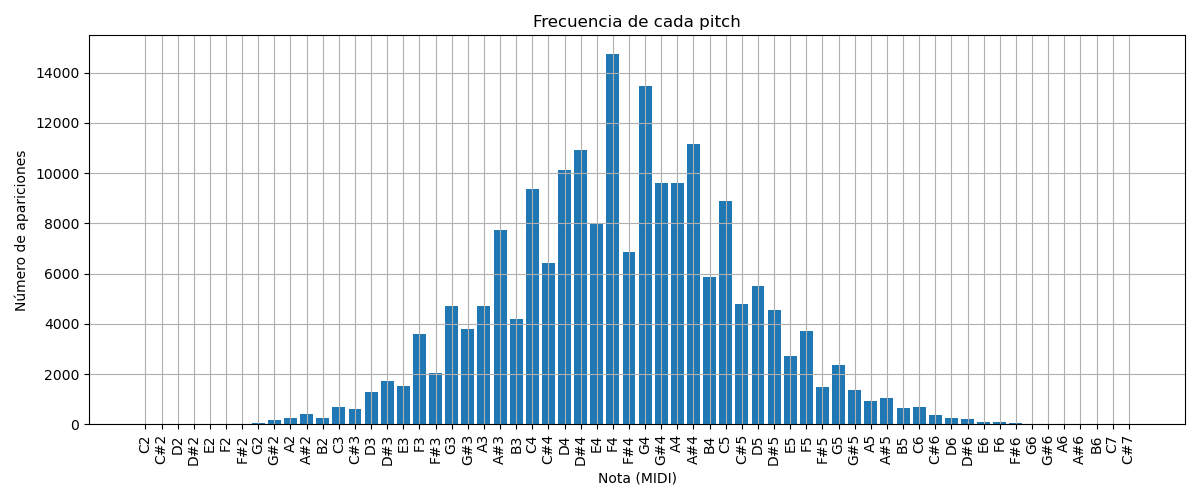 Frecuencia de cada pitch
Número de apariciones
14000
12000
10000
8000
6000
4000
2000
0
C2 C#2 D2 D#2 E2 F2 F#2 G2 G#2 A2 A#2 B2 C3 C#3 D3 D#3 E3 F3 F#3 G3 G#3 A3 A#3 B3 C4 C#4 D4 D#4 E4 F4 F#4 G4 G#4 A4 A#4 B4 C5 C#5 D5 D#5 E5 F5 F#5 G5 G#5 A5 A#5 B5 C6 C#6 D6 D#6 E6 F6 F#6 G6 G#6 A6 A#6 B6 C7 C#7
Nota (MIDI)